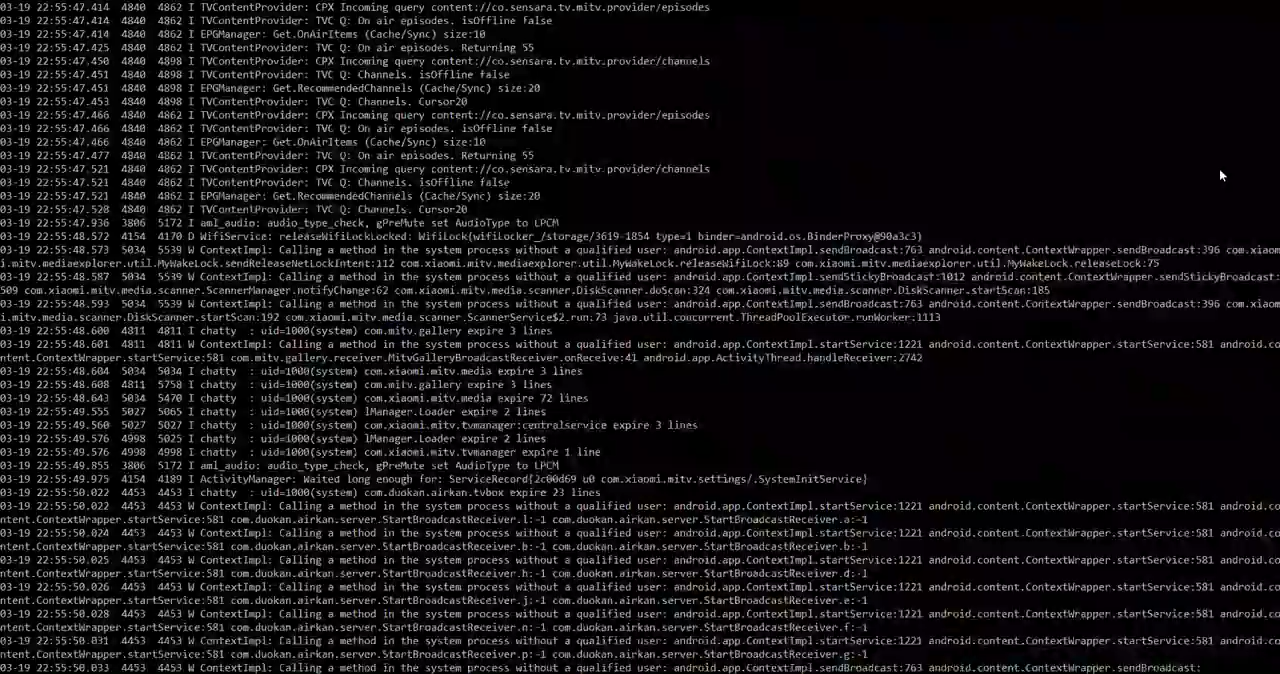 03-19 22:55:47.414  4840  4862 I TVContentProvider: CPX Incoming query content://co.sensara.tv.mitv.provider/episodes
03-19 22:55:47.414  4840  4862 I TVContentProvider: TVC Q: On air episodes. isOffline false
03-19 22:55:47.414  4840  4862 I EPGManager: Get.OnAirItems (Cache/Sync) size:10
03-19 22:55:47.425  4840  4862 I TVContentProvider: TVC Q: On air episodes. Returning 55
03-19 22:55:47.450  4840  4898 I TVContentProvider: CPX Incoming query content://co.sensara.tv.mitv.provider/channels
03-19 22:55:47.451  4840  4898 I TVContentProvider: TVC Q: Channels. isOffline false
03-19 22:55:47.451  4840  4898 I EPGManager: Get.RecommendedChannels (Cache/Sync) size:20
03-19 22:55:47.453  4840  4898 I TVContentProvider: TVC Q: Channels. Cursor20
03-19 22:55:47.466  4840  4862 I TVContentProvider: CPX Incoming query content://co.sensara.tv.mitv.provider/episodes
03-19 22:55:47.466  4840  4862 I TVContentProvider: TVC Q: On air episodes. isOffline false
03-19 22:55:47.466  4840  4862 I EPGManager: Get.OnAirItems (Cache/Sync) size:10
03-19 22:55:47.477  4840  4862 I TVContentProvider: TVC Q: On air episodes. Returning 55
03-19 22:55:47.521  4840  4862 I TVContentProvider: CPX Incoming query content://co.sensara.tv.mitv.provider/channels
03-19 22:55:47.521  4840  4862 I TVContentProvider: TVC Q: Channels. isOffline false
03-19 22:55:47.521  4840  4862 I EPGManager: Get.RecommendedChannels (Cache/Sync) size:20
03-19 22:55:47.528  4840  4862 I TVContentProvider: TVC Q: Channels. Cursor20
03-19 22:55:47.936  3806  5172 I aml_audio: audio_type_check, gPreMute set AudioType to LPCM
03-19 22:55:48.572  4154  4170 D WifiService: releaseWifiLockLocked: WifiLock{wifiLocker_/storage/3619-1854 type=1 binder=android.os.BinderProxy@90a3c3}
03-19 22:55:48.573  5034  5539 W ContextImpl: Calling a method in the system process without a qualified user: android.app.ContextImpl.sendBroadcast:763 android.content.ContextWrapper.sendBroadcast:396 com.xiaom
i.mitv.mediaexplorer.util.MyWakeLock.sendReleaseNetLockIntent:112 com.xiaomi.mitv.mediaexplorer.util.MyWakeLock.releaseWifiLock:89 com.xiaomi.mitv.mediaexplorer.util.MyWakeLock.releaseLock:75
03-19 22:55:48.587  5034  5539 W ContextImpl: Calling a method in the system process without a qualified user: android.app.ContextImpl.sendStickyBroadcast:1012 android.content.ContextWrapper.sendStickyBroadcast:
509 com.xiaomi.mitv.media.scanner.ScannerManager.notifyChange:62 com.xiaomi.mitv.media.scanner.DiskScanner.doScan:324 com.xiaomi.mitv.media.scanner.DiskScanner.startScan:185
03-19 22:55:48.593  5034  5539 W ContextImpl: Calling a method in the system process without a qualified user: android.app.ContextImpl.sendBroadcast:763 android.content.ContextWrapper.sendBroadcast:396 com.xiaom
i.mitv.media.scanner.DiskScanner.startScan:192 com.xiaomi.mitv.media.scanner.ScannerService$2.run:73 java.util.concurrent.ThreadPoolExecutor.runWorker:1113
03-19 22:55:48.600  4811  4811 I chatty  : uid=1000(system) com.mitv.gallery expire 3 lines
03-19 22:55:48.601  4811  4811 W ContextImpl: Calling a method in the system process without a qualified user: android.app.ContextImpl.startService:1221 android.content.ContextWrapper.startService:581 android.co
ntent.ContextWrapper.startService:581 com.mitv.gallery.receiver.MitvGalleryBroadcastReceiver.onReceive:41 android.app.ActivityThread.handleReceiver:2742
03-19 22:55:48.604  5034  5034 I chatty  : uid=1000(system) com.xiaomi.mitv.media expire 3 lines
03-19 22:55:48.608  4811  5758 I chatty  : uid=1000(system) com.mitv.gallery expire 3 lines
03-19 22:55:48.643  5034  5470 I chatty  : uid=1000(system) com.xiaomi.mitv.media expire 72 lines
03-19 22:55:49.555  5027  5065 I chatty  : uid=1000(system) lManager.Loader expire 2 lines
03-19 22:55:49.560  5027  5027 I chatty  : uid=1000(system) com.xiaomi.mitv.tvmanager:centralservice expire 3 lines
03-19 22:55:49.576  4998  5025 I chatty  : uid=1000(system) lManager.Loader expire 2 lines
03-19 22:55:49.576  4998  4998 I chatty  : uid=1000(system) com.xiaomi.mitv.tvmanager expire 1 line
03-19 22:55:49.855  3806  5172 I aml_audio: audio_type_check, gPreMute set AudioType to LPCM
03-19 22:55:49.975  4154  4189 I ActivityManager: Waited long enough for: ServiceRecord{2c00d69 u0 com.xiaomi.mitv.settings/.SystemInitService}
03-19 22:55:50.022  4453  4453 I chatty  : uid=1000(system) com.duokan.airkan.tvbox expire 23 lines
03-19 22:55:50.022  4453  4453 W ContextImpl: Calling a method in the system process without a qualified user: android.app.ContextImpl.startService:1221 android.content.ContextWrapper.startService:581 android.co
ntent.ContextWrapper.startService:581 com.duokan.airkan.server.StartBroadcastReceiver.l:-1 com.duokan.airkan.server.StartBroadcastReceiver.a:-1
03-19 22:55:50.024  4453  4453 W ContextImpl: Calling a method in the system process without a qualified user: android.app.ContextImpl.startService:1221 android.content.ContextWrapper.startService:581 android.co
ntent.ContextWrapper.startService:581 com.duokan.airkan.server.StartBroadcastReceiver.b:-1 com.duokan.airkan.server.StartBroadcastReceiver.b:-1
03-19 22:55:50.025  4453  4453 W ContextImpl: Calling a method in the system process without a qualified user: android.app.ContextImpl.startService:1221 android.content.ContextWrapper.startService:581 android.co
ntent.ContextWrapper.startService:581 com.duokan.airkan.server.StartBroadcastReceiver.h:-1 com.duokan.airkan.server.StartBroadcastReceiver.d:-1
03-19 22:55:50.026  4453  4453 W ContextImpl: Calling a method in the system process without a qualified user: android.app.ContextImpl.startService:1221 android.content.ContextWrapper.startService:581 android.co
ntent.ContextWrapper.startService:581 com.duokan.airkan.server.StartBroadcastReceiver.j:-1 com.duokan.airkan.server.StartBroadcastReceiver.e:-1
03-19 22:55:50.028  4453  4453 W ContextImpl: Calling a method in the system process without a qualified user: android.app.ContextImpl.startService:1221 android.content.ContextWrapper.startService:581 android.co
ntent.ContextWrapper.startService:581 com.duokan.airkan.server.StartBroadcastReceiver.n:-1 com.duokan.airkan.server.StartBroadcastReceiver.f:-1
03-19 22:55:50.031  4453  4453 W ContextImpl: Calling a method in the system process without a qualified user: android.app.ContextImpl.startService:1221 android.content.ContextWrapper.startService:581 android.co
ntent.ContextWrapper.startService:581 com.duokan.airkan.server.StartBroadcastReceiver.p:-1 com.duokan.airkan.server.StartBroadcastReceiver.g:-1
03-19 22:55:50.033  4453  4453 W ContextImpl: Calling a method in the system process without a qualified user: android.app.ContextImpl.sendBroadcast:763 android.content.ContextWrapper.sendBroadcast: